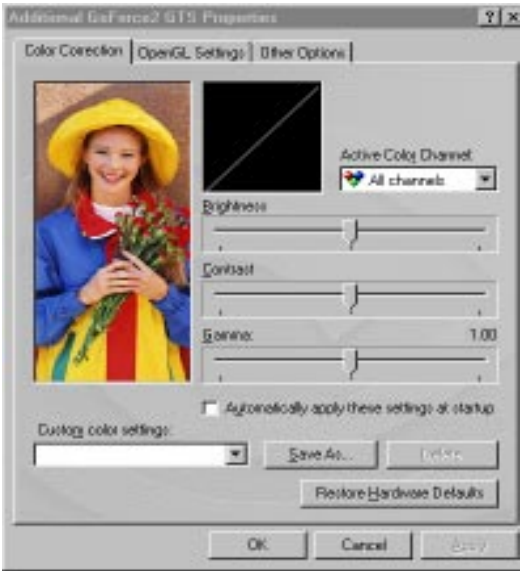 Additional GeForce2 GTS Properties
? ×
Color Correction
OpenGL Settings
Other Options
Active Color Channel:
All channels
Brightness
Contrast
Gamma: 1.00
Automatically apply these settings at startup
Custom color settings:
Save As...
Delete
Restore Hardware Defaults
OK
Cancel
Apply